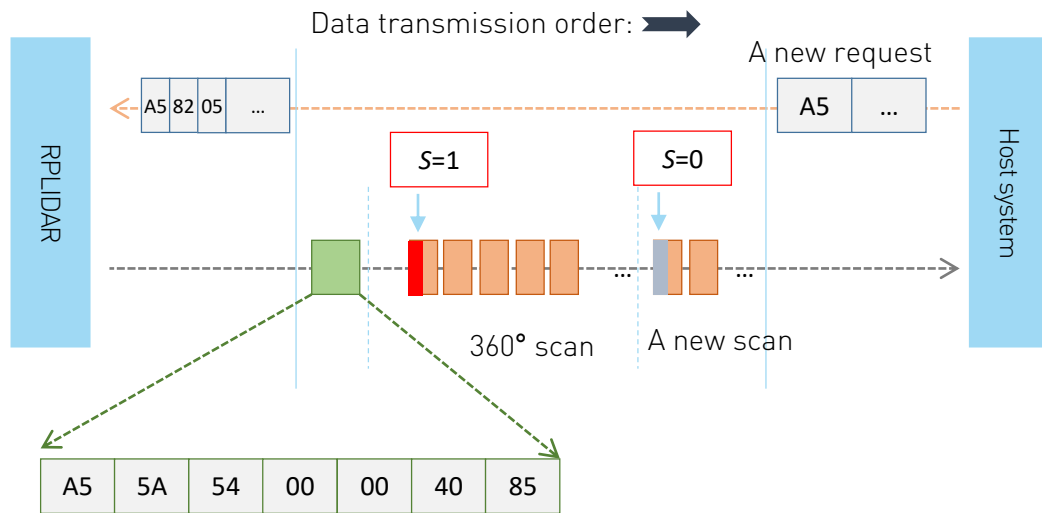 Data transmission order:
A new request
A5 82 05 ...
A5 ...
RPLIDAR
Host system
S=1
S=0
... ...
360° scan
A new scan
A5 5A 54 00 00 40 85